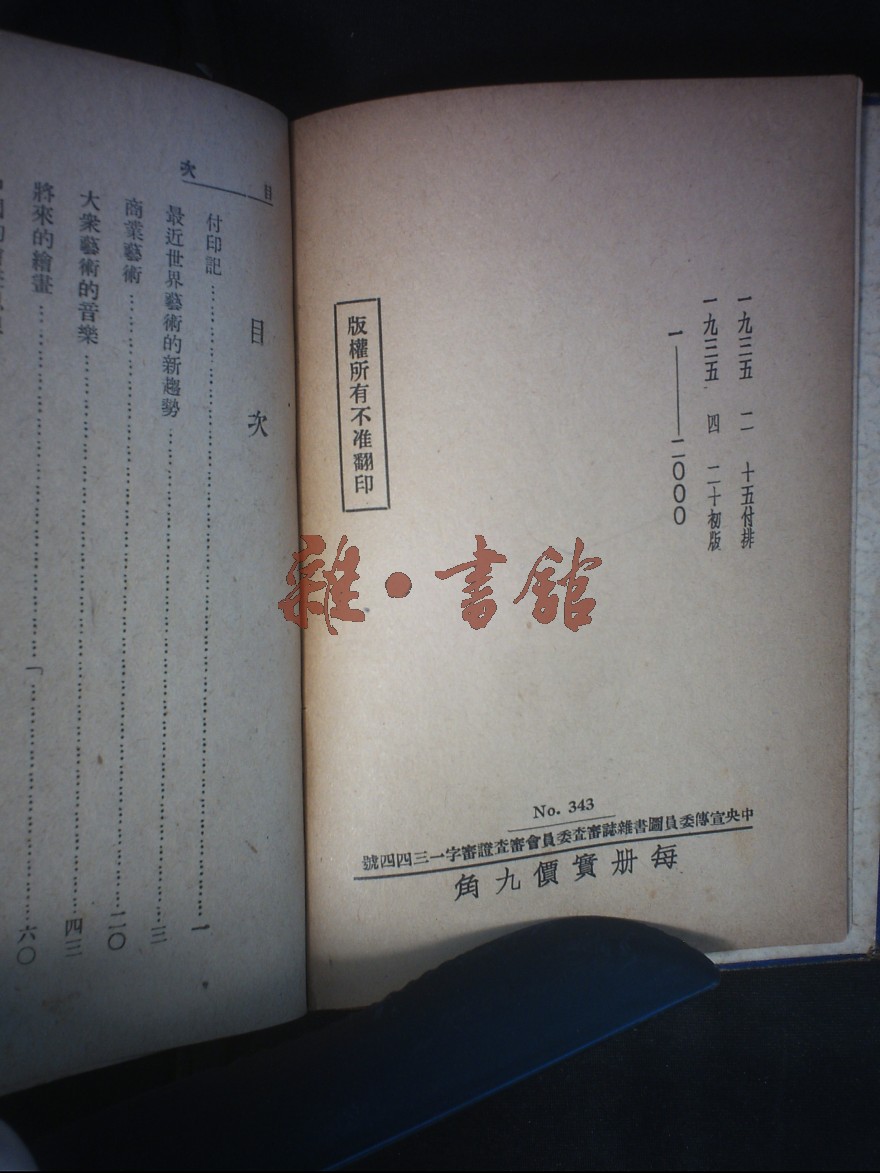 一九三五 二 十五付排
一九三五 四 二十初版
一——二〇〇〇
版權所有不准翻印
No. 343
中央宣傳委員圖書雜誌審查委員會審查證審字一三四四號
每册實價九角
雜·書館
目 次
目 次
付印記……一
最近世界藝術的新趨勢……三
商業藝術……二〇
大衆藝術的音樂……四三
將來的繪畫……六〇